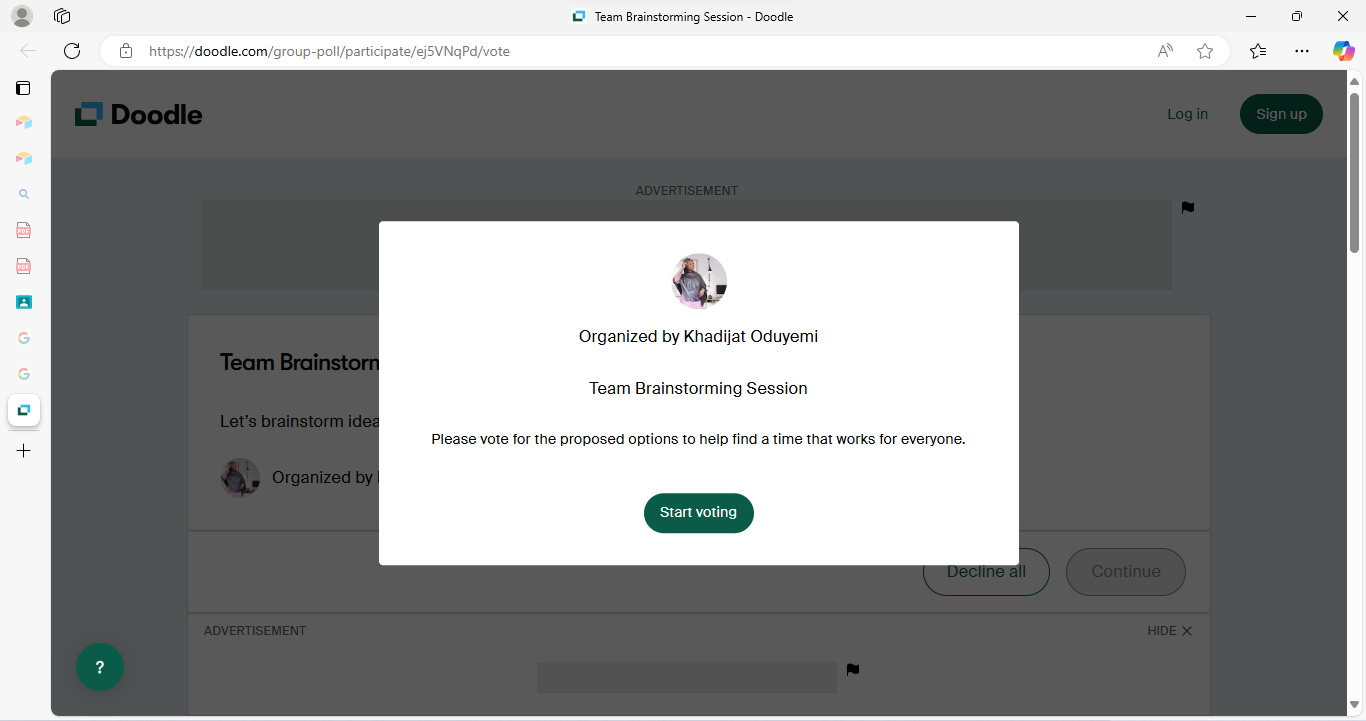 Team Brainstorming Session - Doodle
https://doodle.com/group-poll/participate/ej5VNqPd/vote
Doodle
Log in
Sign up
ADVERTISEMENT
Organized by Khadijat Oduyemi
Team Brainstorming Session
Please vote for the proposed options to help find a time that works for everyone.
Start voting
Team Brainstorm
Let's brainstorm idea
Organized by
Decline all
Continue
ADVERTISEMENT
HIDE
?
PDF
PDF